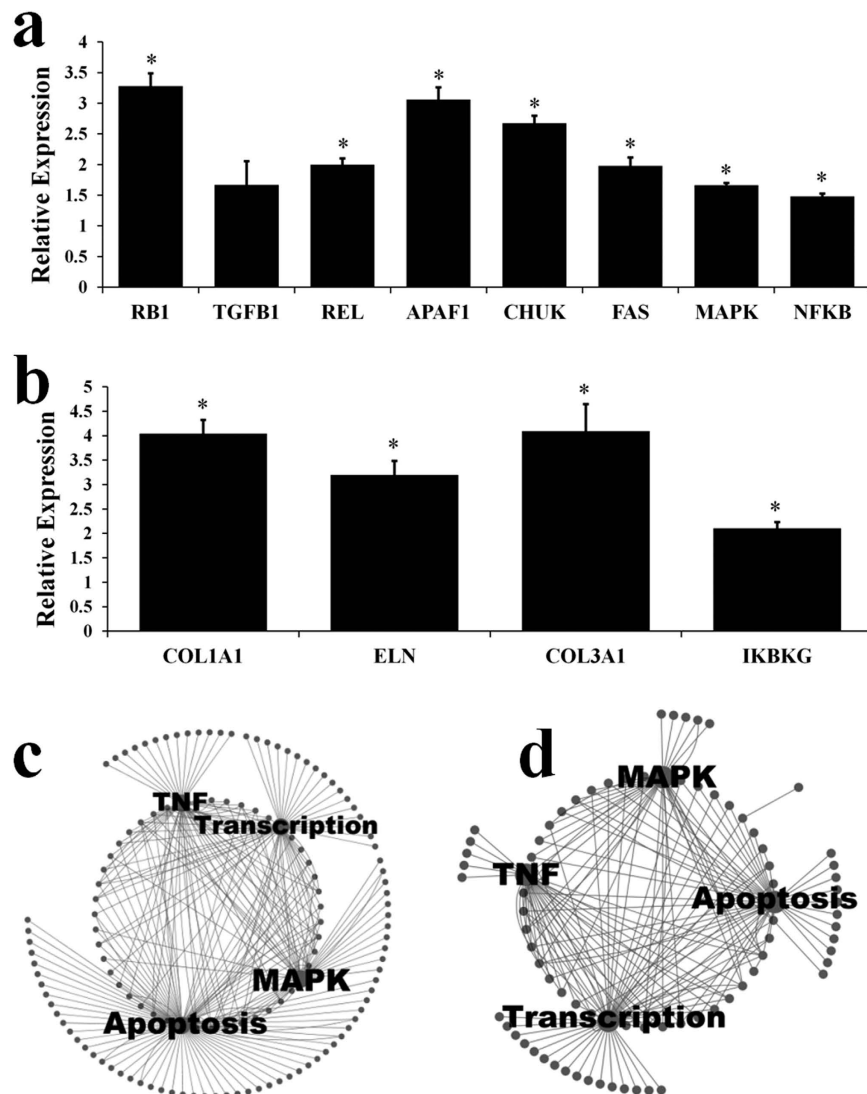 a
Relative Expression
4
3.5
3
2.5
2
1.5
1
0.5
0
* * * * * * *
RB1 TGFB1 REL APAF1 CHUK FAS MAPK NFKB
b
Relative Expression
5
4.5
4
3.5
3
2.5
2
1.5
1
0.5
0
* * * *
COL1A1 ELN COL3A1 IKBKG
c
TNF
Transcription
MAPK
Apoptosis
d
MAPK
TNF
Apoptosis
Transcription